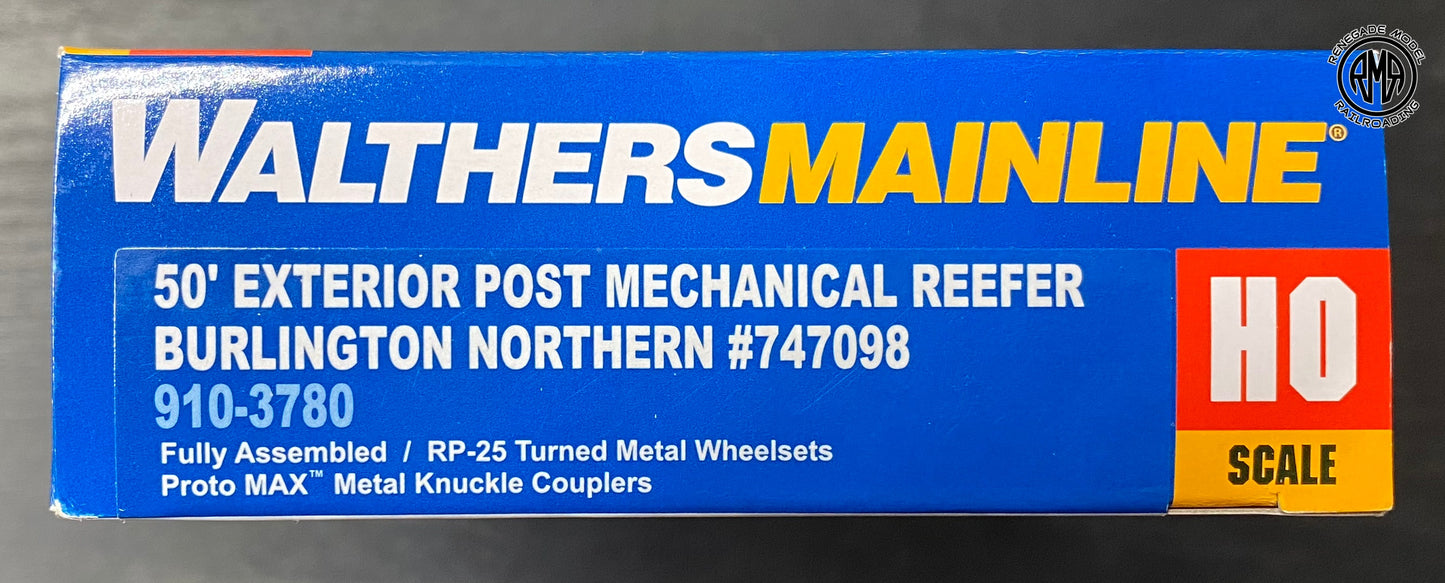 RENEGADE MODEL
RMR
RAILROADING
WALTHERSMAINLINE®
50' EXTERIOR POST MECHANICAL REEFER
BURLINGTON NORTHERN #747098
910-3780
Fully Assembled / RP-25 Turned Metal Wheelsets
Proto MAX™ Metal Knuckle Couplers
HO
SCALE